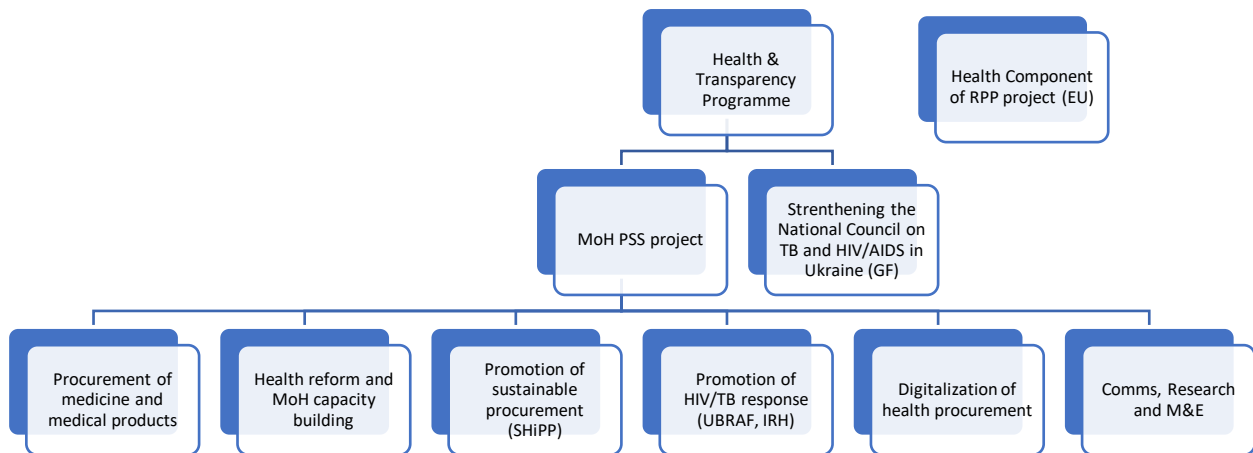 Health &
Transparency
Programme
Health Component
of RPP project (EU)
MoH PSS project
Strenthening the
National Council on
TB and HIV/AIDS in
Ukraine (GF)
Procurement of
medicine and
medical products
Health reform and
MoH capacity
building
Promotion of
sustainable
procurement
(SHiPP)
Promotion of
HIV/TB response
(UBRAF, IRH)
Digitalization of
health procurement
Comms, Research
and M&E